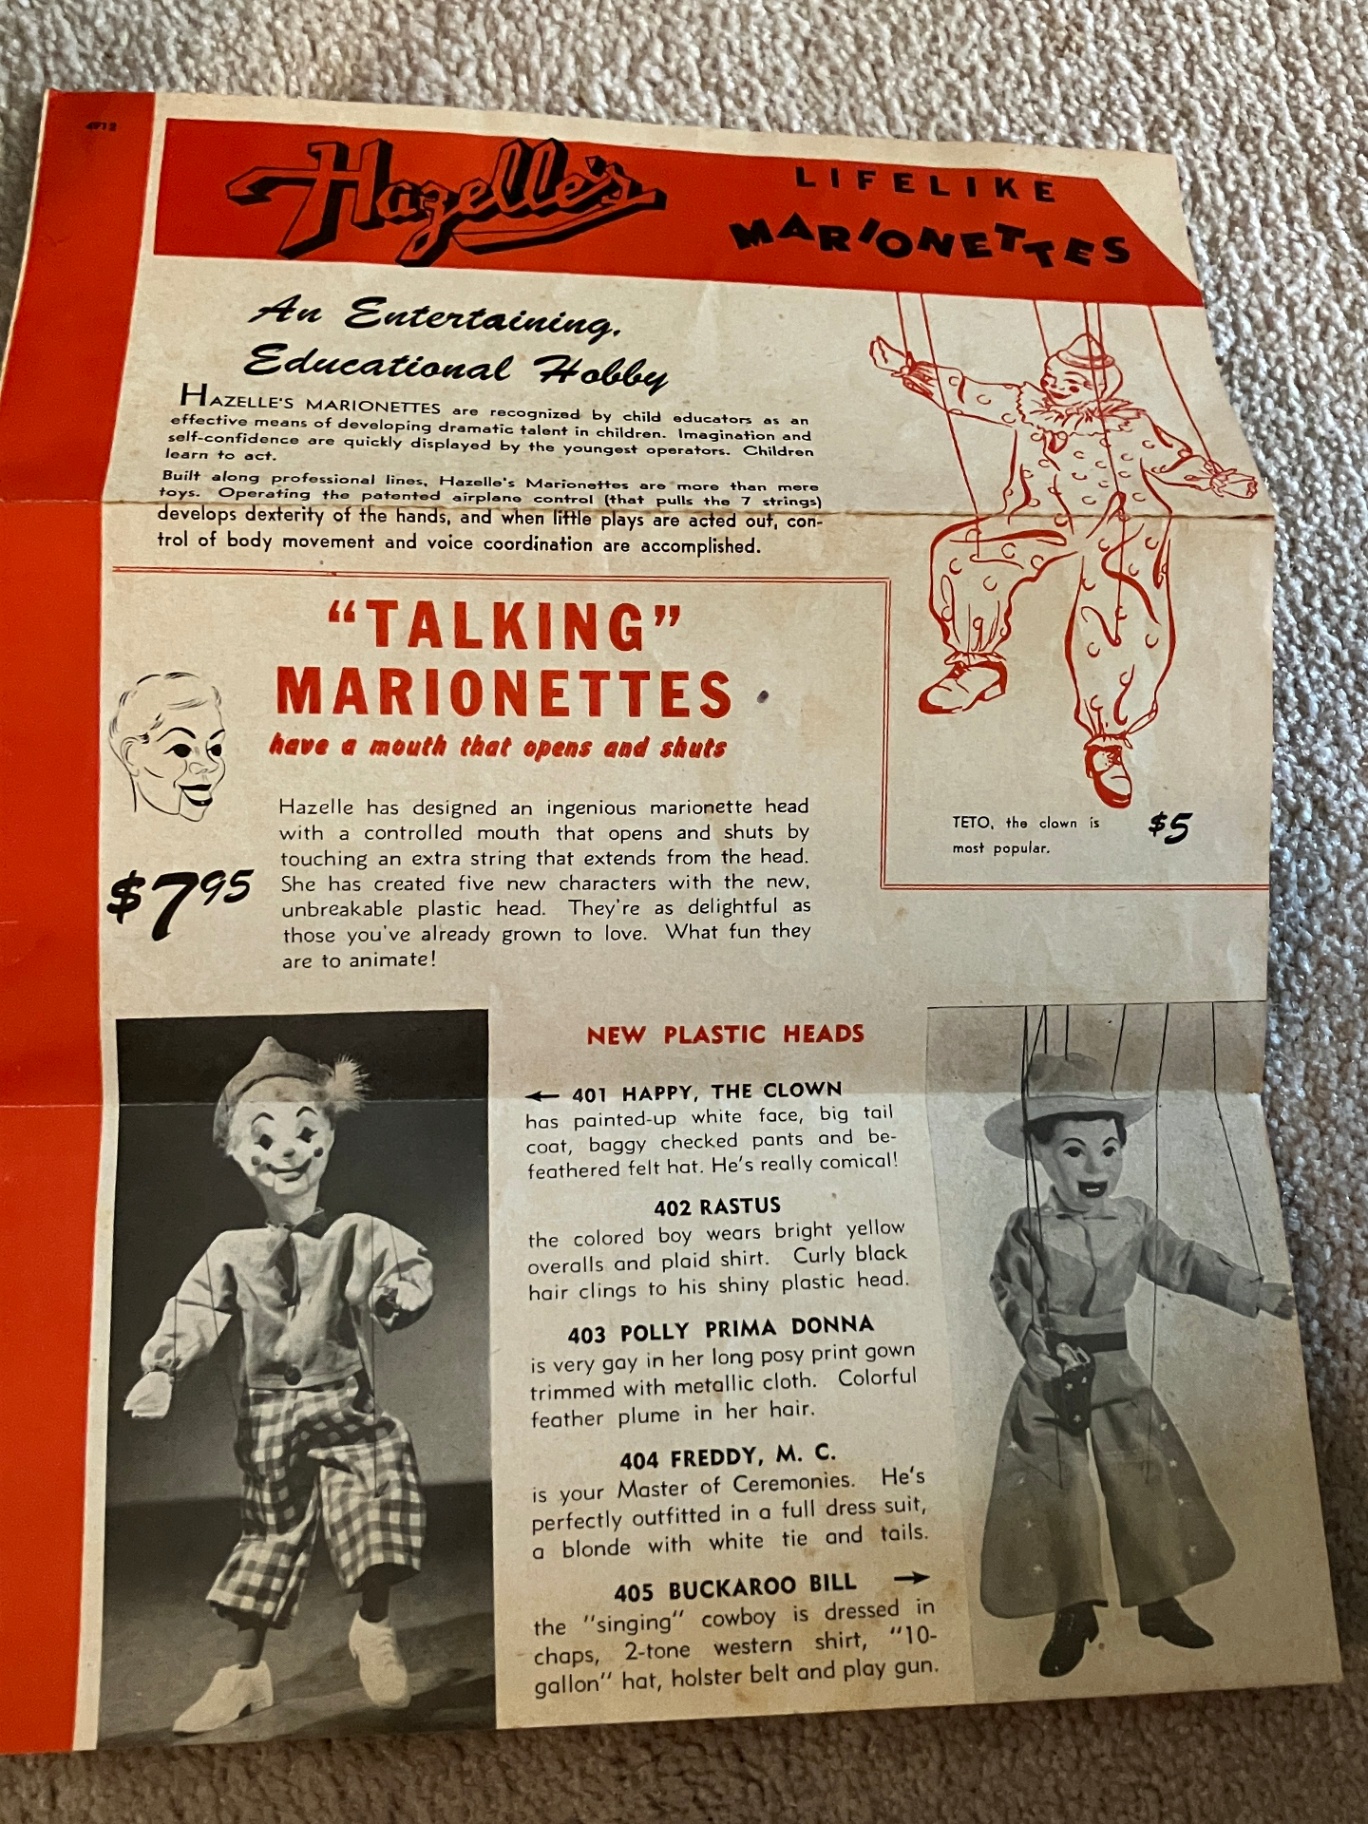 Hazelle's
LIFELIKE
MARIONETTES
An Entertaining,
Educational Hobby
HAZELLE'S MARIONETTES are recognized by child educators as an
effective means of developing dramatic talent in children. Imagination and
self-confidence are quickly displayed by the youngest operators. Children
learn to act.
Built along professional lines, Hazelle's Marionettes are more than mere
toys. Operating the patented airplane control (that pulls the 7 strings)
develops dexterity of the hands, and when little plays are acted out, con-
trol of body movement and voice coordination are accomplished.
TETO, the clown is
most popular.
$5
"TALKING"
MARIONETTES
have a mouth that opens and shuts
$7 95
Hazelle has designed an ingenious marionette head
with a controlled mouth that opens and shuts by
touching an extra string that extends from the head.
She has created five new characters with the new,
unbreakable plastic head. They're as delightful as
those you've already grown to love. What fun they
are to animate!
NEW PLASTIC HEADS
← 401 HAPPY, THE CLOWN
has painted-up white face, big tail
coat, baggy checked pants and be-
feathered felt hat. He's really comical!
402 RASTUS
the colored boy wears bright yellow
overalls and plaid shirt. Curly black
hair clings to his shiny plastic head.
403 POLLY PRIMA DONNA
is very gay in her long posy print gown
trimmed with metallic cloth. Colorful
feather plume in her hair.
404 FREDDY, M. C.
is your Master of Ceremonies. He's
perfectly outfitted in a full dress suit,
a blonde with white tie and tails.
405 BUCKAROO BILL →
the "singing" cowboy is dressed in
chaps, 2-tone western shirt, "10-
gallon" hat, holster belt and play gun.